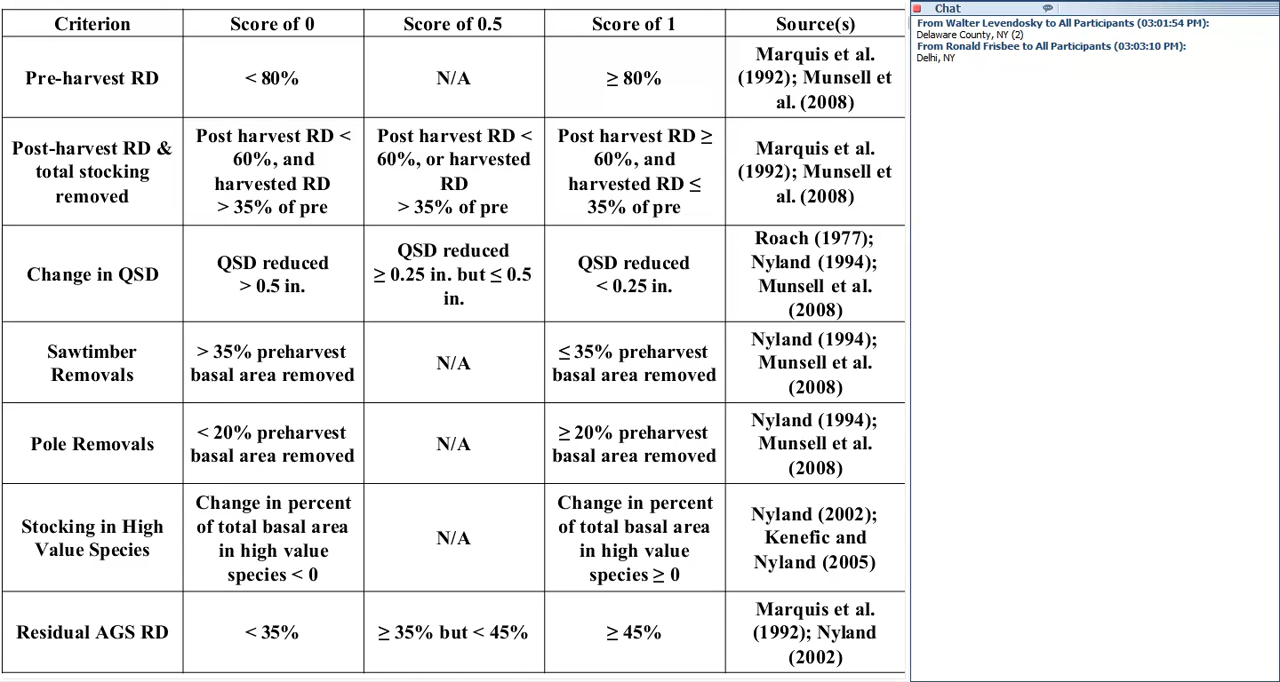 Criterion
Score of 0
Score of 0.5
Score of 1
Source(s)
Pre-harvest RD
< 80%
N/A
≥ 80%
Marquis et al.
(1992); Munsell et
al. (2008)
Post-harvest RD &
total stocking
removed
Post harvest RD <
60%, and
harvested RD
> 35% of pre
Post harvest RD <
60%, or harvested
RD
> 35% of pre
Post harvest RD ≥
60%, and
harvested RD ≤
35% of pre
Marquis et al.
(1992); Munsell et
al. (2008)
Change in QSD
QSD reduced
> 0.5 in.
QSD reduced
≥ 0.25 in. but ≤ 0.5
in.
QSD reduced
< 0.25 in.
Roach (1977);
Nyland (1994);
Munsell et al.
(2008)
Sawtimber
Removals
> 35% preharvest
basal area removed
N/A
≤ 35% preharvest
basal area removed
Nyland (1994);
Munsell et al.
(2008)
Pole Removals
< 20% preharvest
basal area removed
N/A
≥ 20% preharvest
basal area removed
Nyland (1994);
Munsell et al.
(2008)
Stocking in High
Value Species
Change in percent
of total basal area
in high value
species < 0
N/A
Change in percent
of total basal area
in high value
species ≥ 0
Nyland (2002);
Kenefic and
Nyland (2005)
Residual AGS RD
< 35%
≥ 35% but < 45%
≥ 45%
Marquis et al.
(1992); Nyland
(2002)
Chat
From Walter Levendosky to All Participants (03:01:54 PM):
Delaware County, NY (2)
From Ronald Frisbee to All Participants (03:03:10 PM):
Delhi, NY